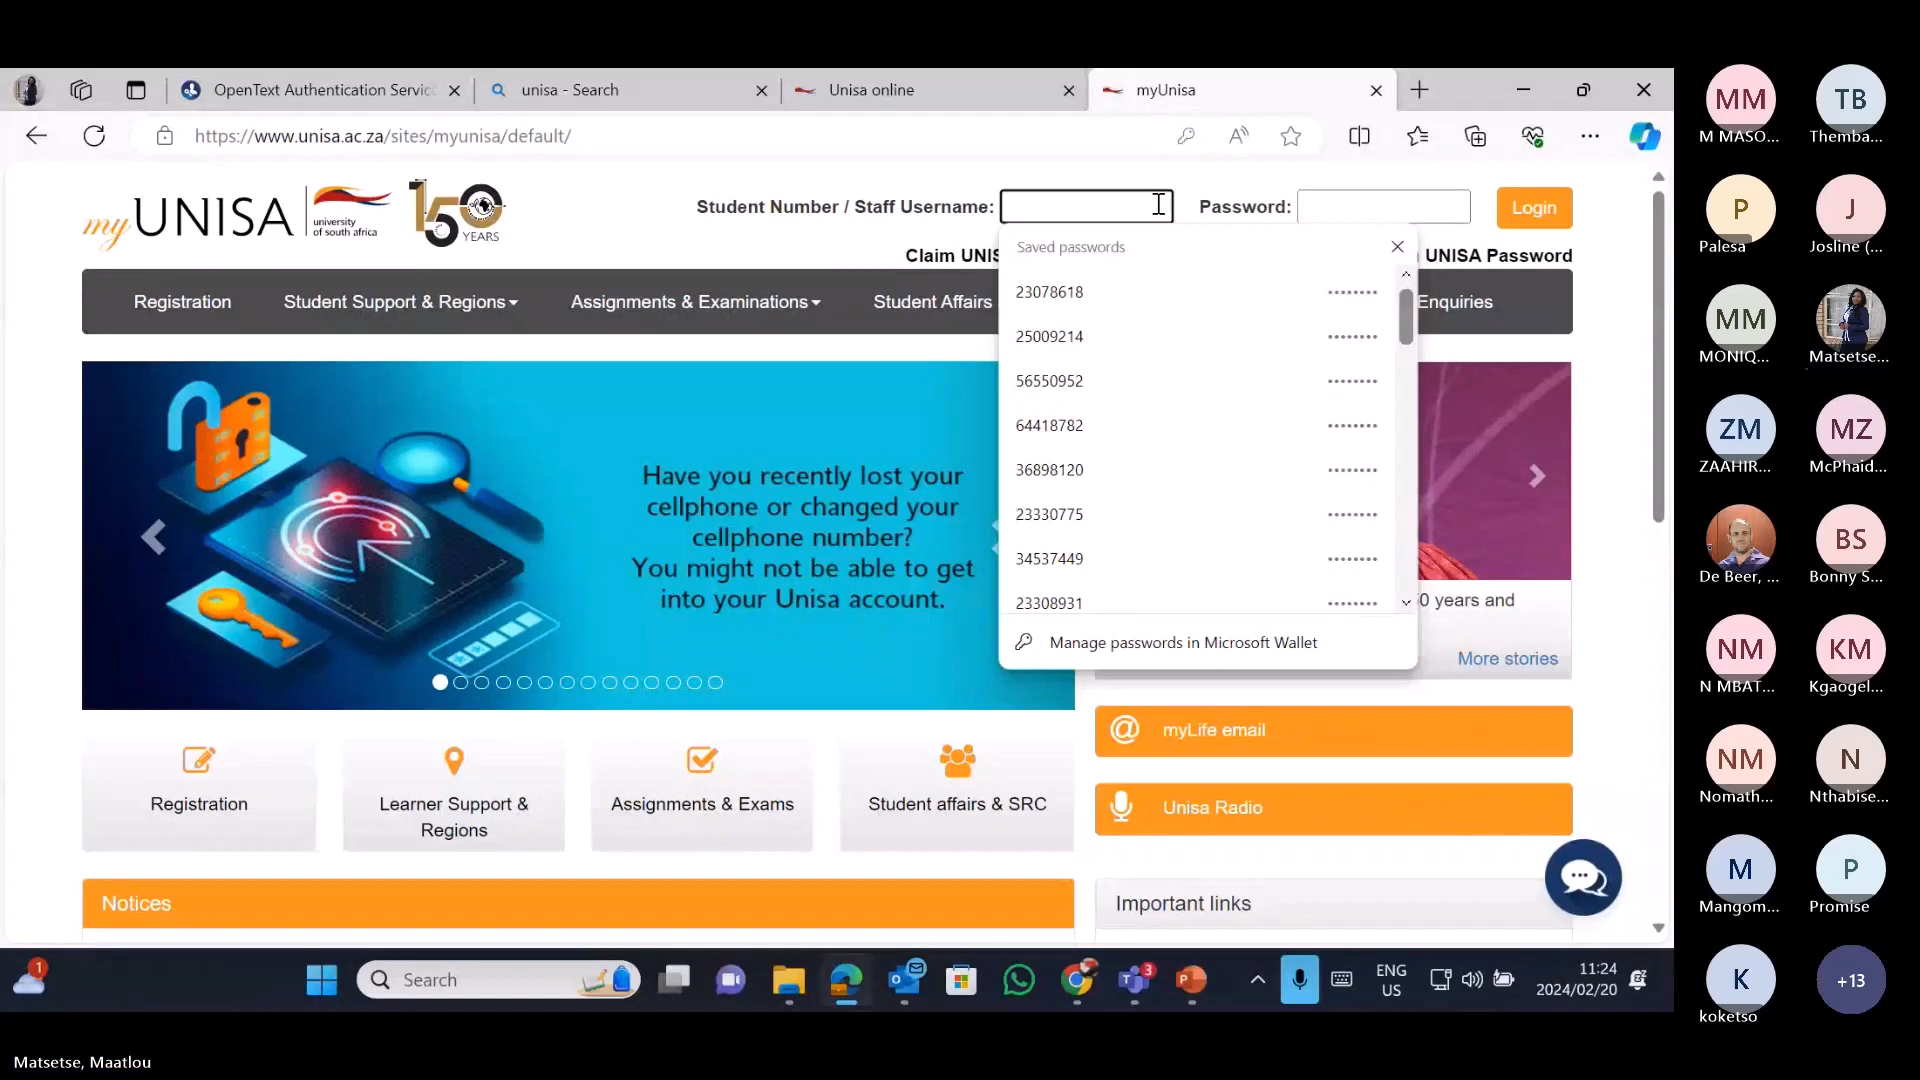 OpenText Authentication Servic
unisa - Search
Unisa online
myUnisa
https://www.unisa.ac.za/sites/myunisa/default/
my UNISA
university
of south africa
150
YEARS
Student Number / Staff Username:
Password:
Login
Claim UNIS
UNISA Password
Saved passwords
23078618 ••••••••
25009214 ••••••••
56550952 ••••••••
64418782 ••••••••
36898120 ••••••••
23330775 ••••••••
34537449 ••••••••
23308931 ••••••••
Manage passwords in Microsoft Wallet
Registration
Student Support & Regions
Assignments & Examinations
Student Affairs
Enquiries
Have you recently lost your
cellphone or changed your
cellphone number?
You might not be able to get
into your Unisa account.
0 years and
More stories
myLife email
Unisa Radio
Registration
Learner Support &
Regions
Assignments & Exams
Student affairs & SRC
Notices
Important links
1
Search
3
ENG
US
11:24
2024/02/20
MM
M MASO...
TB
Themba...
P
Palesa
J
Josline (...
MM
MONIQ...
Matsetse...
ZM
ZAAHIR...
MZ
McPhaid...
De Beer, ...
BS
Bonny S...
NM
N MBAT...
KM
Kgaogel...
NM
Nomath...
N
Nthabise...
M
Mangom...
P
Promise
K
koketso
+13
Matsetse, Maatlou